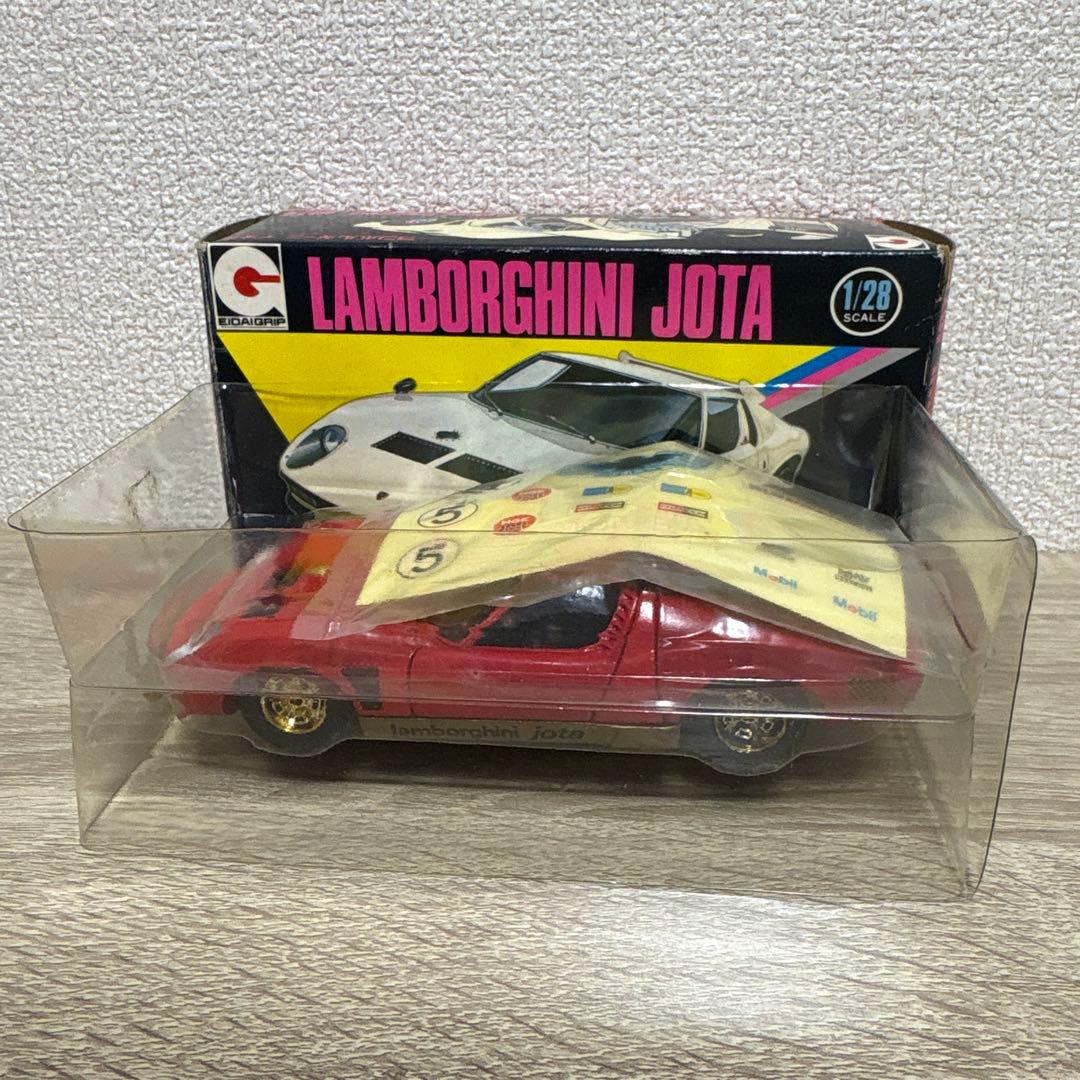 EIDAIGRIP
LAMBORGHINI JOTA
1/28
SCALE
5
5
Mobil
Mobil
lamborghini jota